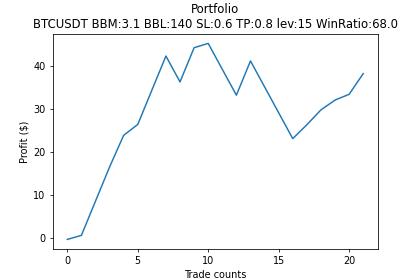 Portfolio
BTCUSDT BBM:3.1 BBL:140 SL:0.6 TP:0.8 lev:15 WinRatio:68.0
Profit ($)
40
30
20
10
0
0 5 10 15 20
Trade counts